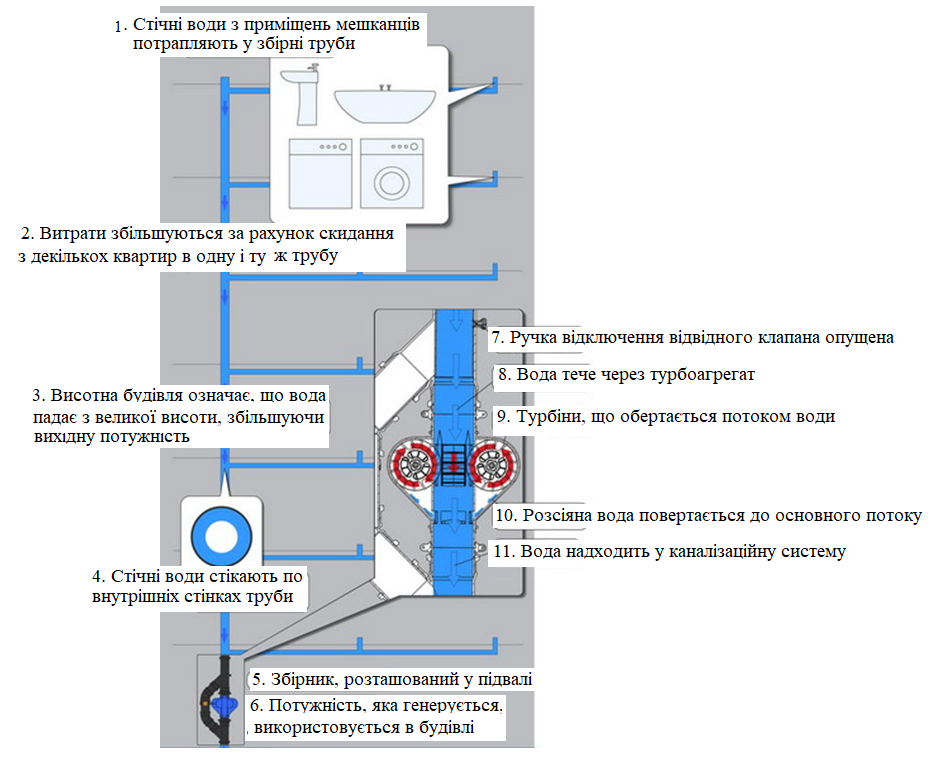 1. Стічні води з приміщень мешканців
потрапляють у збірні труби
2. Витрати збільшуються за рахунок скидання
з декількох квартир в одну і ту ж трубу
7. Ручка відключення відвідного клапана опущена
8. Вода тече через турбоагрегат
3. Висотна будівля означає, що вода
падає з великої висоти, збільшуючи
вихідну потужність
9. Турбіни, що обертається потоком води
10. Розсіяна вода повертається до основного потоку
11. Вода надходить у каналізаційну систему
4. Стічні води стікають по
внутрішніх стінках труби
5. Збірник, розташований у підвалі
6. Потужність, яка генерується,
використовується в будівлі